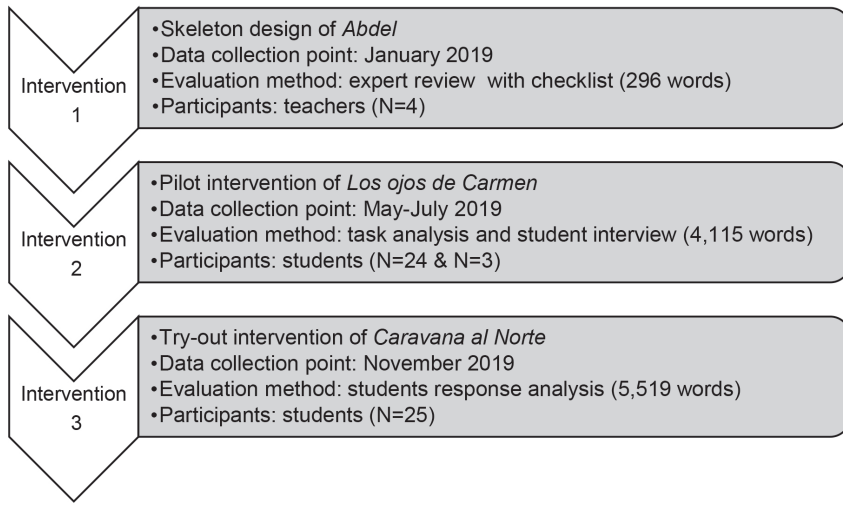 Intervention
1
•Skeleton design of Abdel
•Data collection point: January 2019
•Evaluation method: expert review with checklist (296 words)
•Participants: teachers (N=4)
Intervention
2
•Pilot intervention of Los ojos de Carmen
•Data collection point: May-July 2019
•Evaluation method: task analysis and student interview (4,115 words)
•Participants: students (N=24 & N=3)
Intervention
3
•Try-out intervention of Caravana al Norte
•Data collection point: November 2019
•Evaluation method: students response analysis (5,519 words)
•Participants: students (N=25)